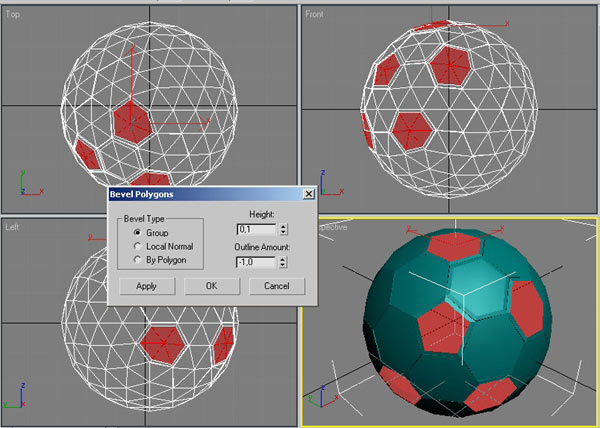 Top
Front
Bevel Polygons
Left
Bevel Type
Group
Local Normal
By Polygon
Height:
0,1
Outline Amount:
-1,0
Apply
OK
Cancel
spective
z
x
y
x
z
x
y
z
y
z
x
y